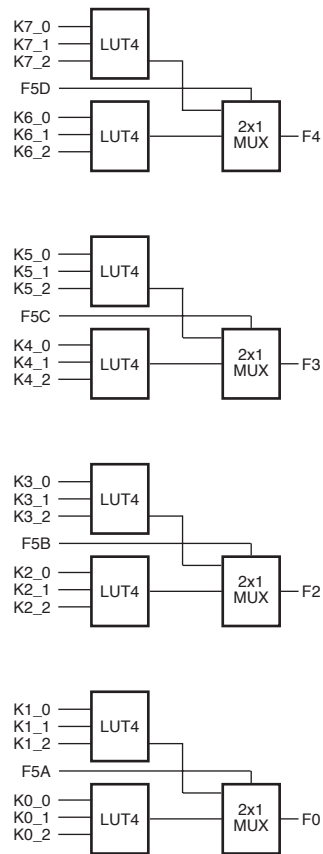 K7_0
K7_1
K7_2
LUT4
F5D
K6_0
K6_1
K6_2
LUT4
2x1
MUX
F4
K5_0
K5_1
K5_2
LUT4
F5C
K4_0
K4_1
K4_2
LUT4
2x1
MUX
F3
K3_0
K3_1
K3_2
LUT4
F5B
K2_0
K2_1
K2_2
LUT4
2x1
MUX
F2
K1_0
K1_1
K1_2
LUT4
F5A
K0_0
K0_1
K0_2
LUT4
2x1
MUX
F0